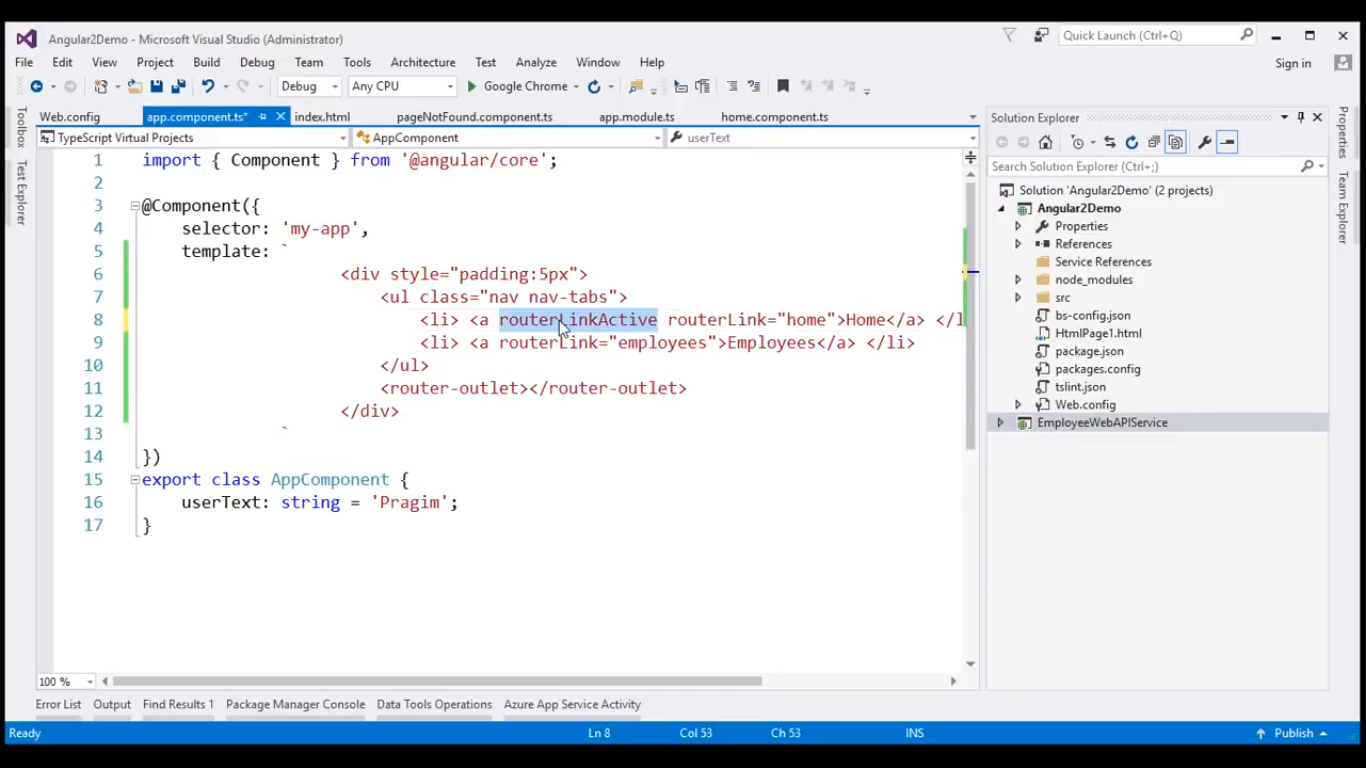 Angular2Demo - Microsoft Visual Studio (Administrator)
Quick Launch (Ctrl+Q)
File Edit View Project Build Debug Team Tools Architecture Test Analyze Window Help
Sign in
Debug Any CPU Google Chrome
Toolbox
Test Explorer
Web.config app.component.ts* index.html pageNotFound.component.ts app.module.ts home.component.ts
TypeScript Virtual Projects AppComponent userText
1 import { Component } from '@angular/core';
2
3 @Component({
4 selector: 'my-app',
5 template: `
6 <div style="padding:5px">
7 <ul class="nav nav-tabs">
8 <li> <a routerLinkActive routerLink="home">Home</a> </l
9 <li> <a routerLink="employees">Employees</a> </li>
10 </ul>
11 <router-outlet></router-outlet>
12 </div>
13 `
14 })
15 export class AppComponent {
16 userText: string = 'Pragim';
17 }
100 %
Solution Explorer
Search Solution Explorer (Ctrl+;)
Solution 'Angular2Demo' (2 projects)
Angular2Demo
Properties
References
Service References
node_modules
src
bs-config.json
HtmlPage1.html
package.json
packages.config
tslint.json
Web.config
EmployeeWebAPIService
Properties
Team Explorer
Error List Output Find Results 1 Package Manager Console Data Tools Operations Azure App Service Activity
Ready Ln 8 Col 53 Ch 53 INS Publish